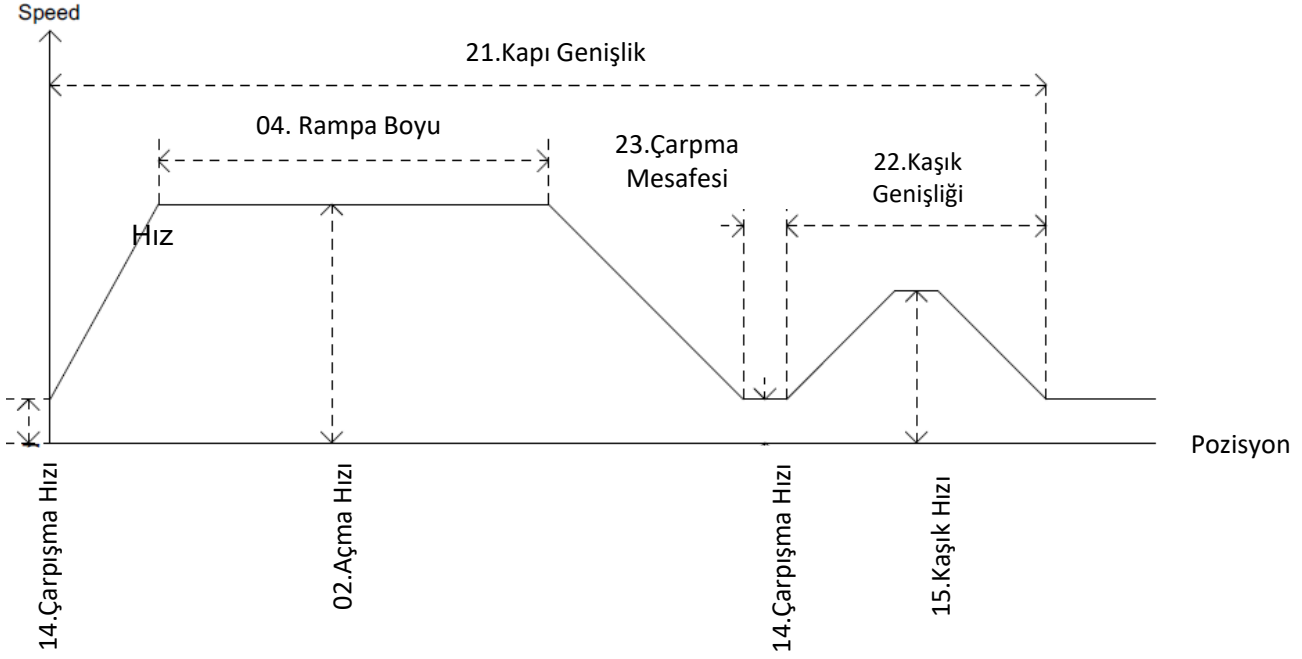 Speed
21.Kapı Genişlik
04. Rampa Boyu
23.Çarpma
Mesafesi
22.Kaşık
Genişliği
Hız
Pozisyon
14.Çarpışma Hızı
02.Açma Hızı
14.Çarpışma Hızı
15.Kaşık Hızı